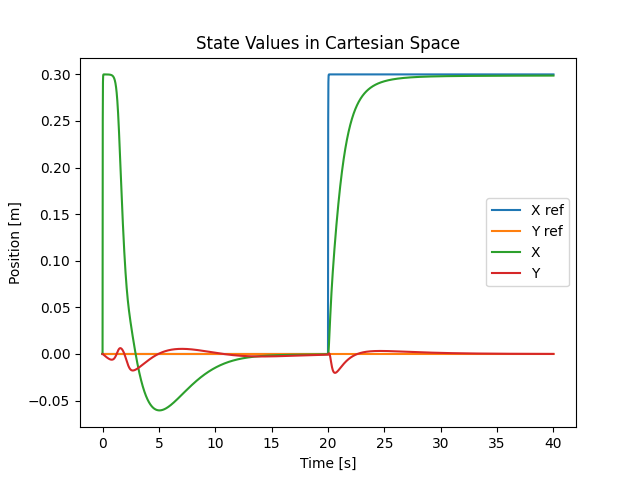 State Values in Cartesian Space
Position [m]
0.30
0.25
0.20
0.15
0.10
0.05
0.00
−0.05
X ref
Y ref
X
Y
0
5
10
15
20
25
30
35
40
Time [s]